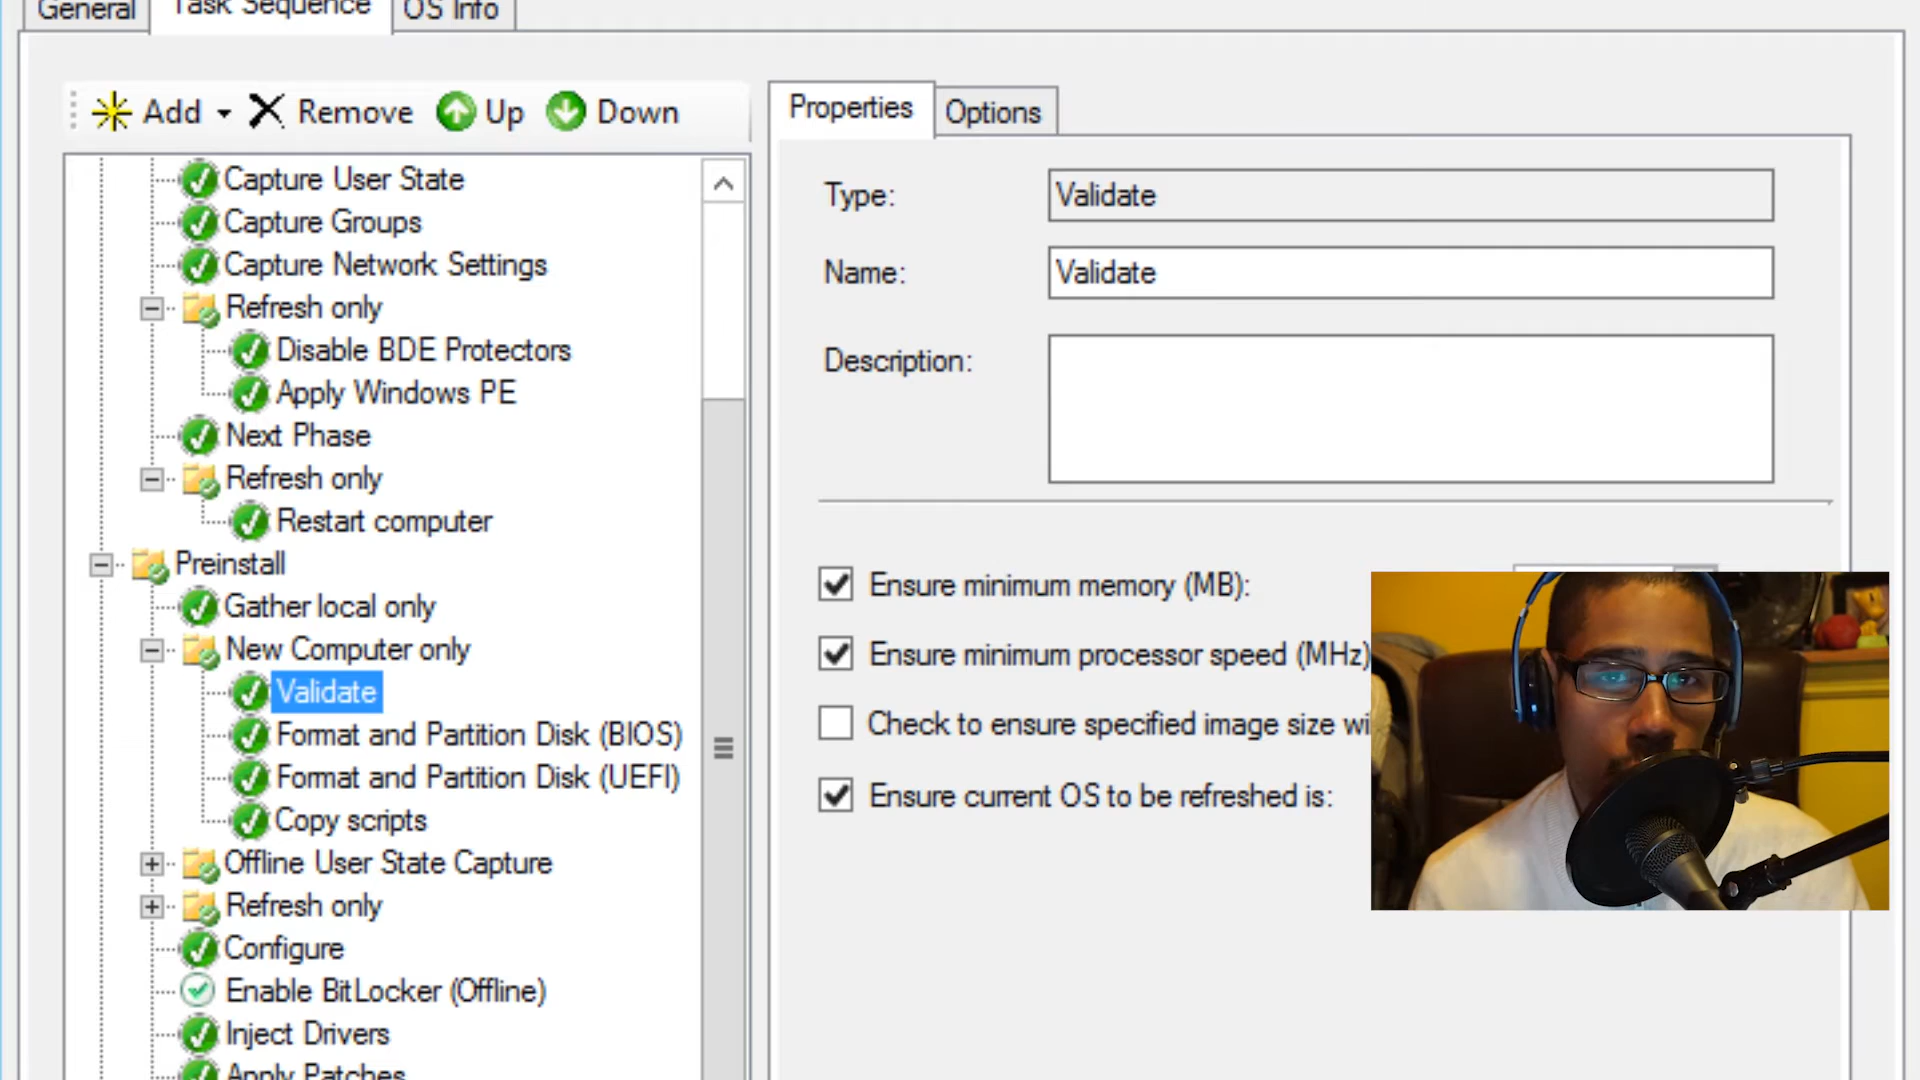 General Task Sequence OS Info
Add Remove Up Down
Capture User State
Capture Groups
Capture Network Settings
Refresh only
Disable BDE Protectors
Apply Windows PE
Next Phase
Refresh only
Restart computer
Preinstall
Gather local only
New Computer only
Validate
Format and Partition Disk (BIOS)
Format and Partition Disk (UEFI)
Copy scripts
Offline User State Capture
Refresh only
Configure
Enable BitLocker (Offline)
Inject Drivers
Apply Patches
Properties Options
Type: Validate
Name: Validate
Description:
Ensure minimum memory (MB):
Ensure minimum processor speed (MHz)
Check to ensure specified image size wi
Ensure current OS to be refreshed is: